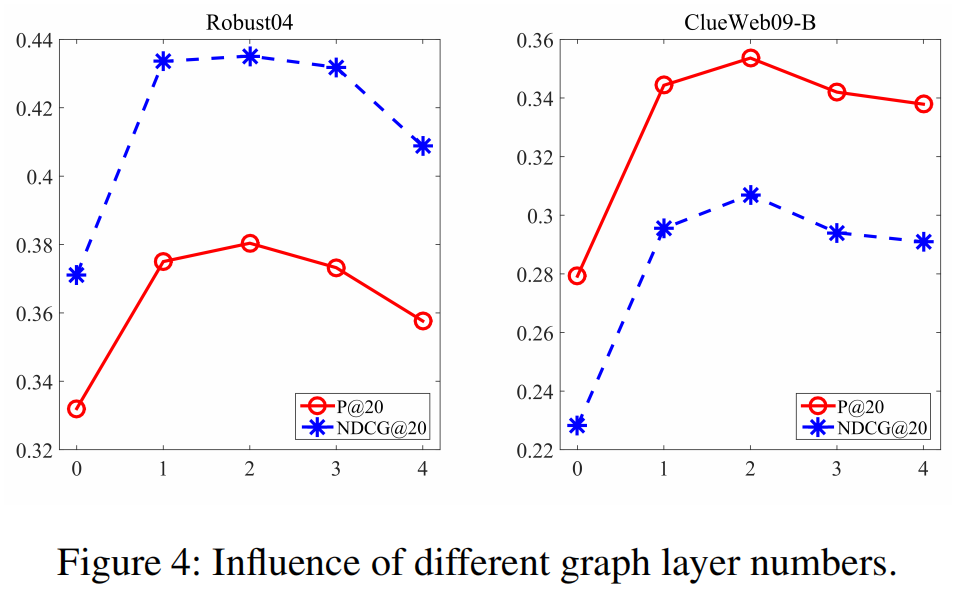 Robust04
0.44
0.42
0.4
0.38
0.36
0.34
0.32
0 1 2 3 4
P@20
NDCG@20
ClueWeb09-B
0.36
0.34
0.32
0.3
0.28
0.26
0.24
0.22
0 1 2 3 4
P@20
NDCG@20
Figure 4: Influence of different graph layer numbers.